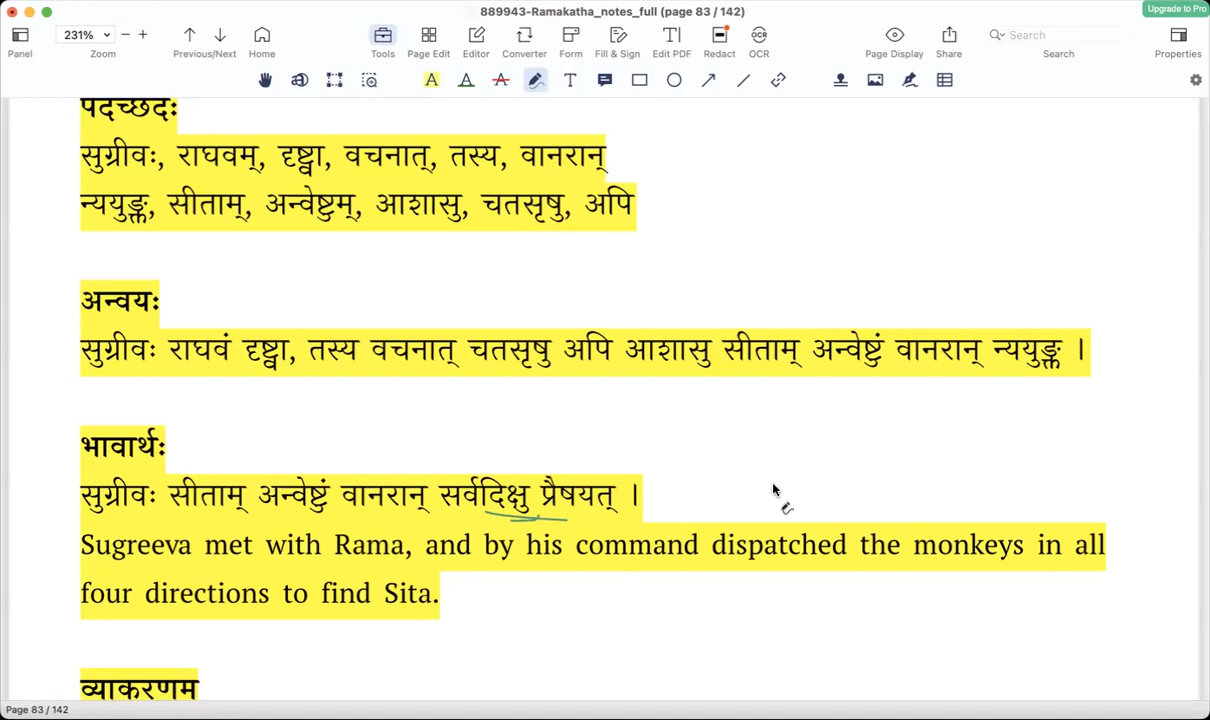 889943-Ramakatha_notes_full (page 83 / 142)
Upgrade to Pro
231%
Panel Zoom Previous/Next Home Tools Page Edit Editor Converter Form Fill & Sign Edit PDF Redact OCR Page Display Share Search Properties
पदच्छेदः
सुग्रीवः, राघवम्, दृष्ट्वा, वचनात्, तस्य, वानरान्
न्ययुङ्क्त, सीताम्, अन्वेष्टुम्, आशासु, चतसृषु, अपि
अन्वयः
सुग्रीवः राघवं दृष्ट्वा, तस्य वचनात् चतसृषु अपि आशासु सीताम् अन्वेष्टुं वानरान् न्ययुङ्क्त ।
भावार्थः
सुग्रीवः सीताम् अन्वेष्टुं वानरान् सर्वदिक्षु प्रैषयत् ।
Sugreeva met with Rama, and by his command dispatched the monkeys in all
four directions to find Sita.
व्याकरणम
Page 83 / 142